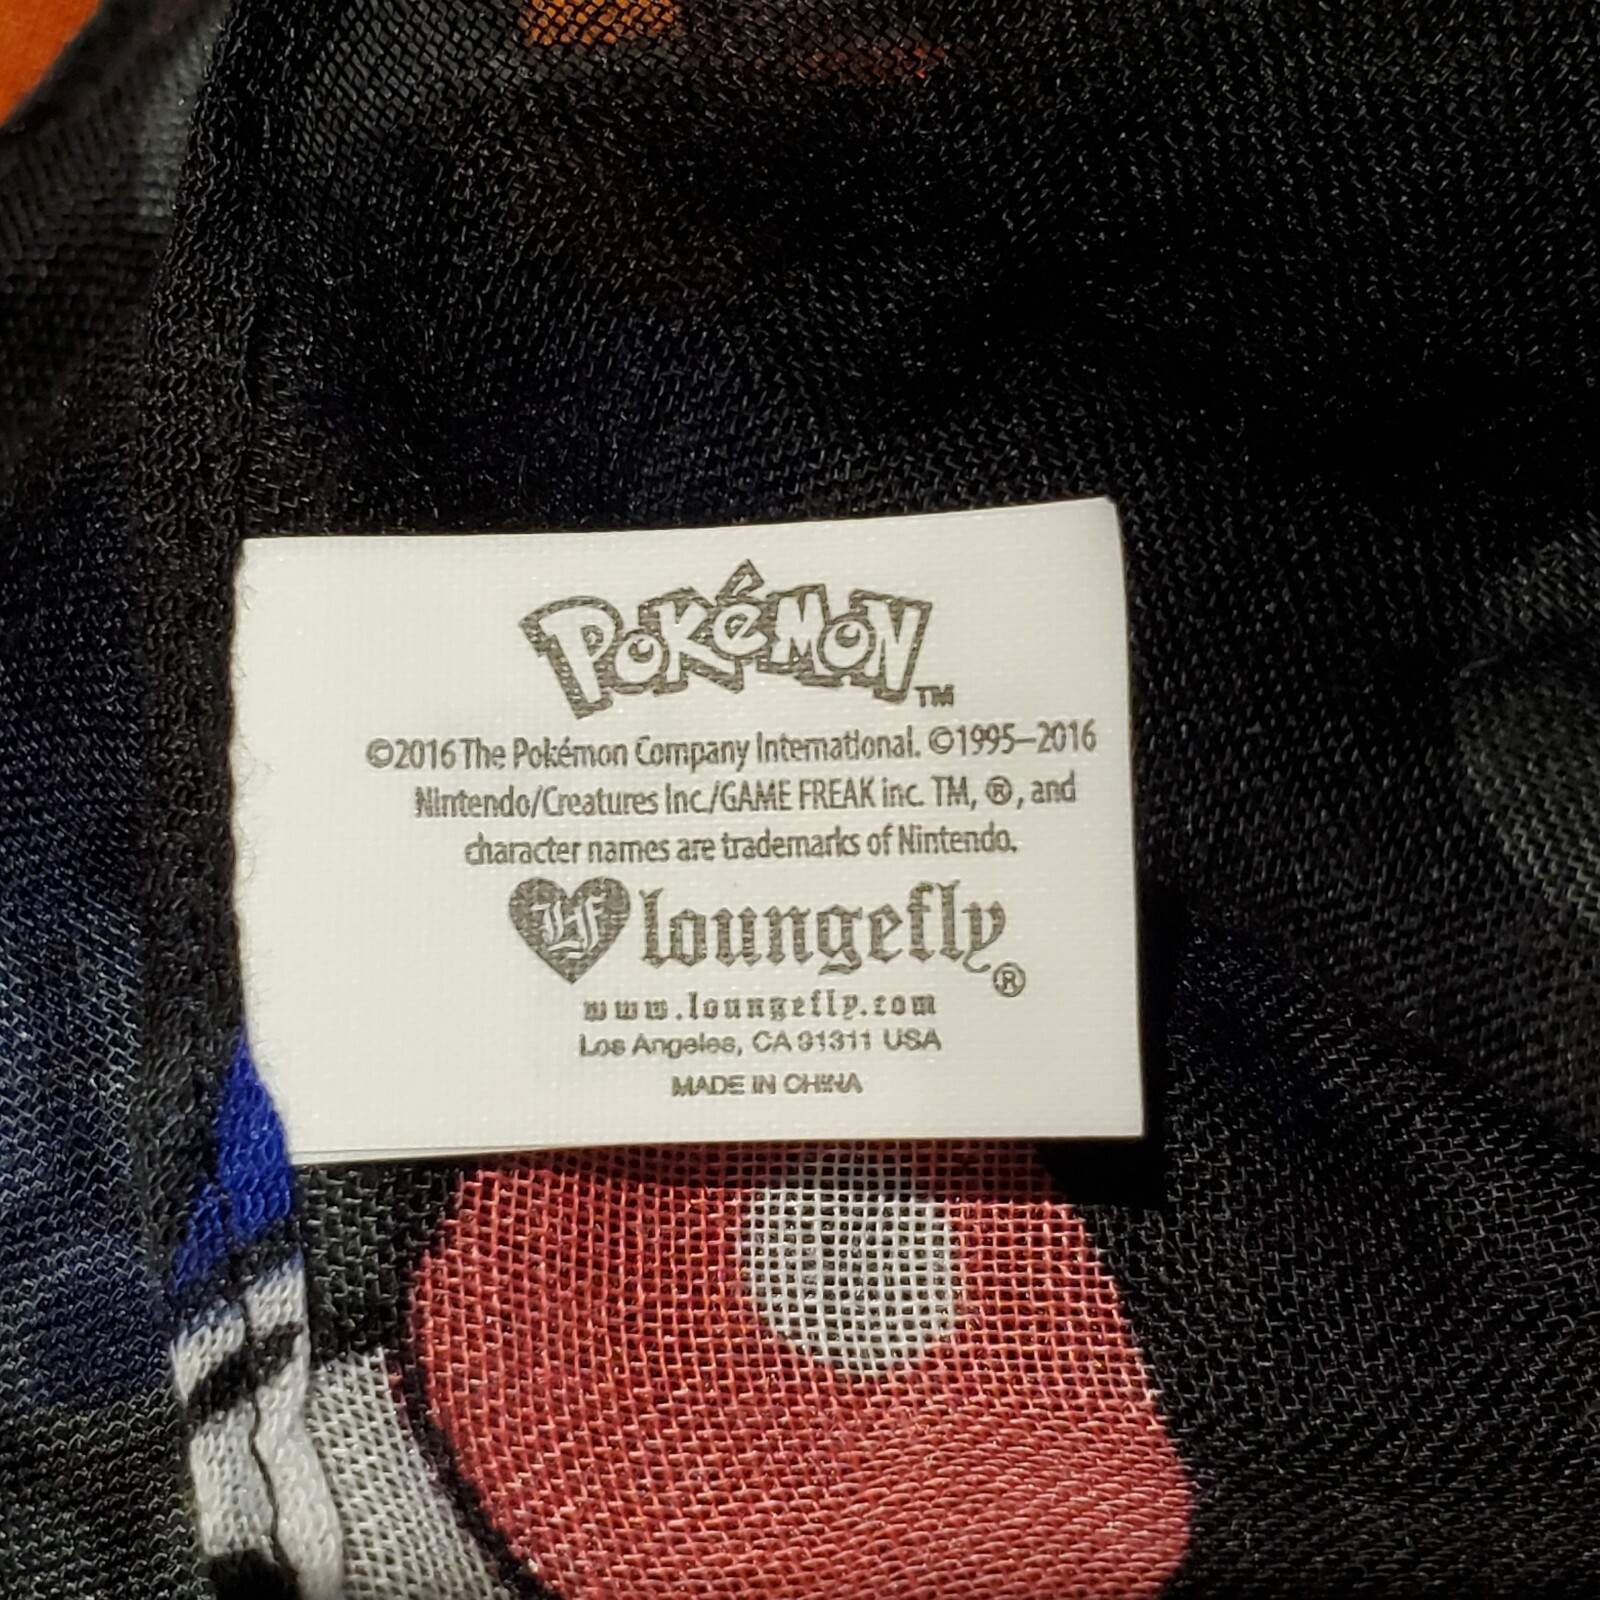 PoKéMoN™
©2016 The Pokémon Company International. ©1995–2016
Nintendo/Creatures Inc./GAME FREAK inc. TM, ®, and
character names are trademarks of Nintendo.
LF loungefly®
www.loungefly.com
Los Angeles, CA 91311 USA
MADE IN CHINA